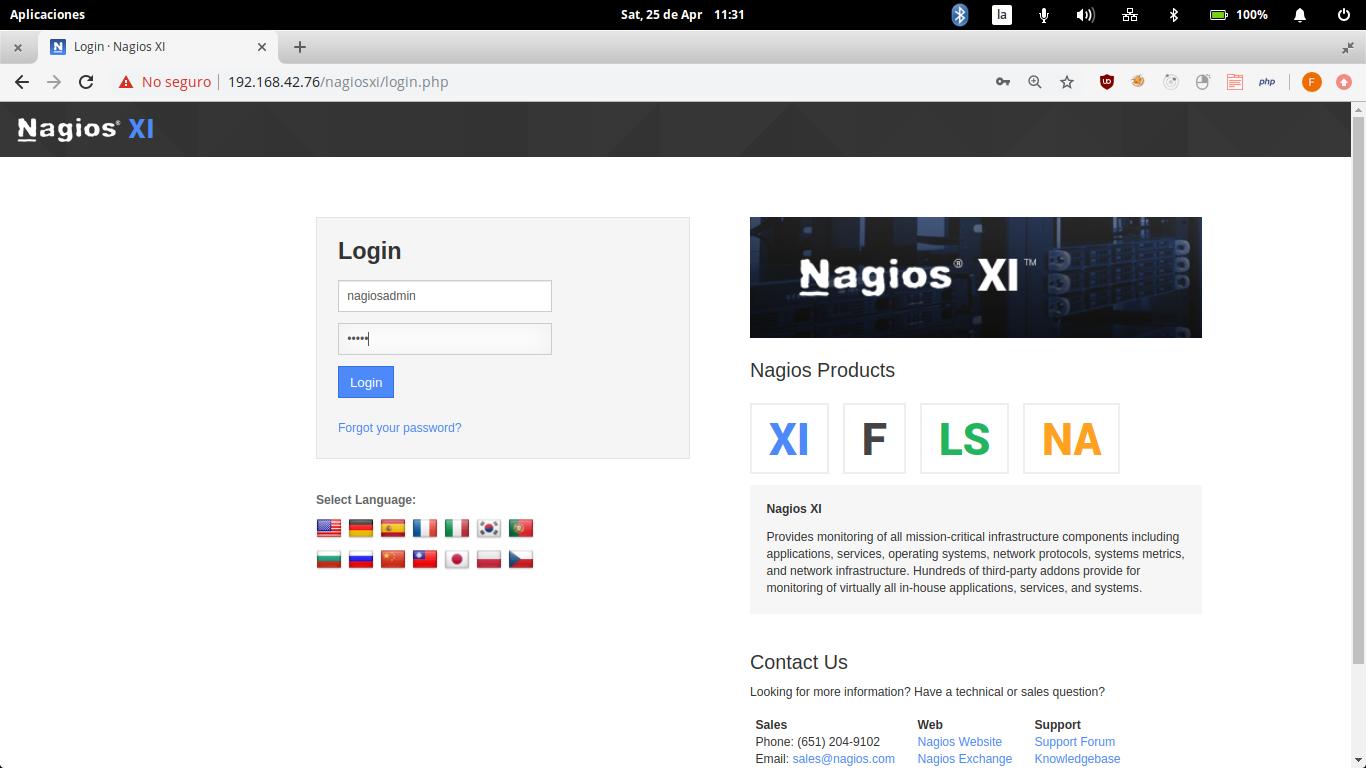 Aplicaciones
Sat, 25 de Apr 11:31
la
100%
Login · Nagios XI
No seguro
192.168.42.76/nagiosxi/login.php
php
F
Nagios® XI
Login
nagiosadmin
•••••
Login
Forgot your password?
Select Language:
Nagios® XI™
Nagios Products
XI
F
LS
NA
Nagios XI
Provides monitoring of all mission-critical infrastructure components including
applications, services, operating systems, network protocols, systems metrics,
and network infrastructure. Hundreds of third-party addons provide for
monitoring of virtually all in-house applications, services, and systems.
Contact Us
Looking for more information? Have a technical or sales question?
Sales
Phone: (651) 204-9102
Email: sales@nagios.com
Web
Nagios Website
Nagios Exchange
Support
Support Forum
Knowledgebase